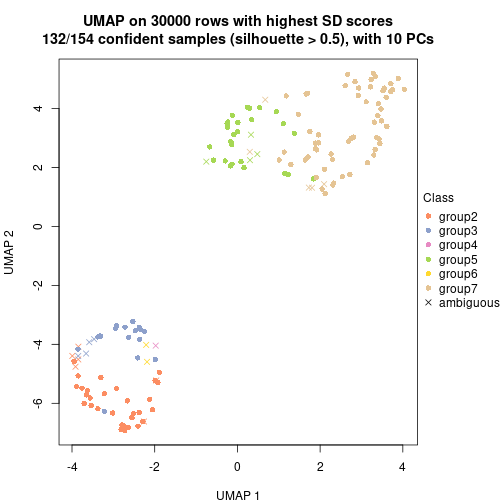 UMAP on 30000 rows with highest SD scores
132/154 confident samples (silhouette > 0.5), with 10 PCs
UMAP 2
4
2
0
-2
-4
-6
-4
-2
0
2
4
UMAP 1
Class
group2
group3
group4
group5
group6
group7
ambiguous